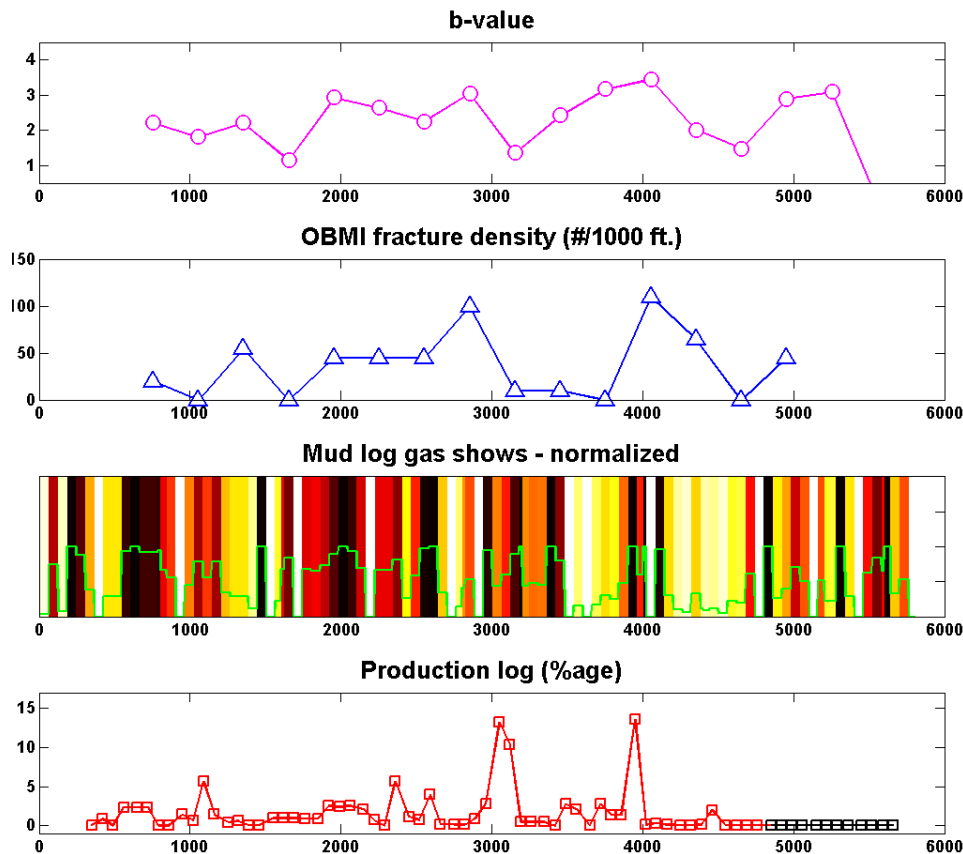 b-value
4
3
2
1
0 1000 2000 3000 4000 5000 6000
OBMI fracture density (#/1000 ft.)
150
100
50
0
0 1000 2000 3000 4000 5000 6000
Mud log gas shows - normalized
0 1000 2000 3000 4000 5000 6000
Production log (%age)
15
10
5
0
0 1000 2000 3000 4000 5000 6000